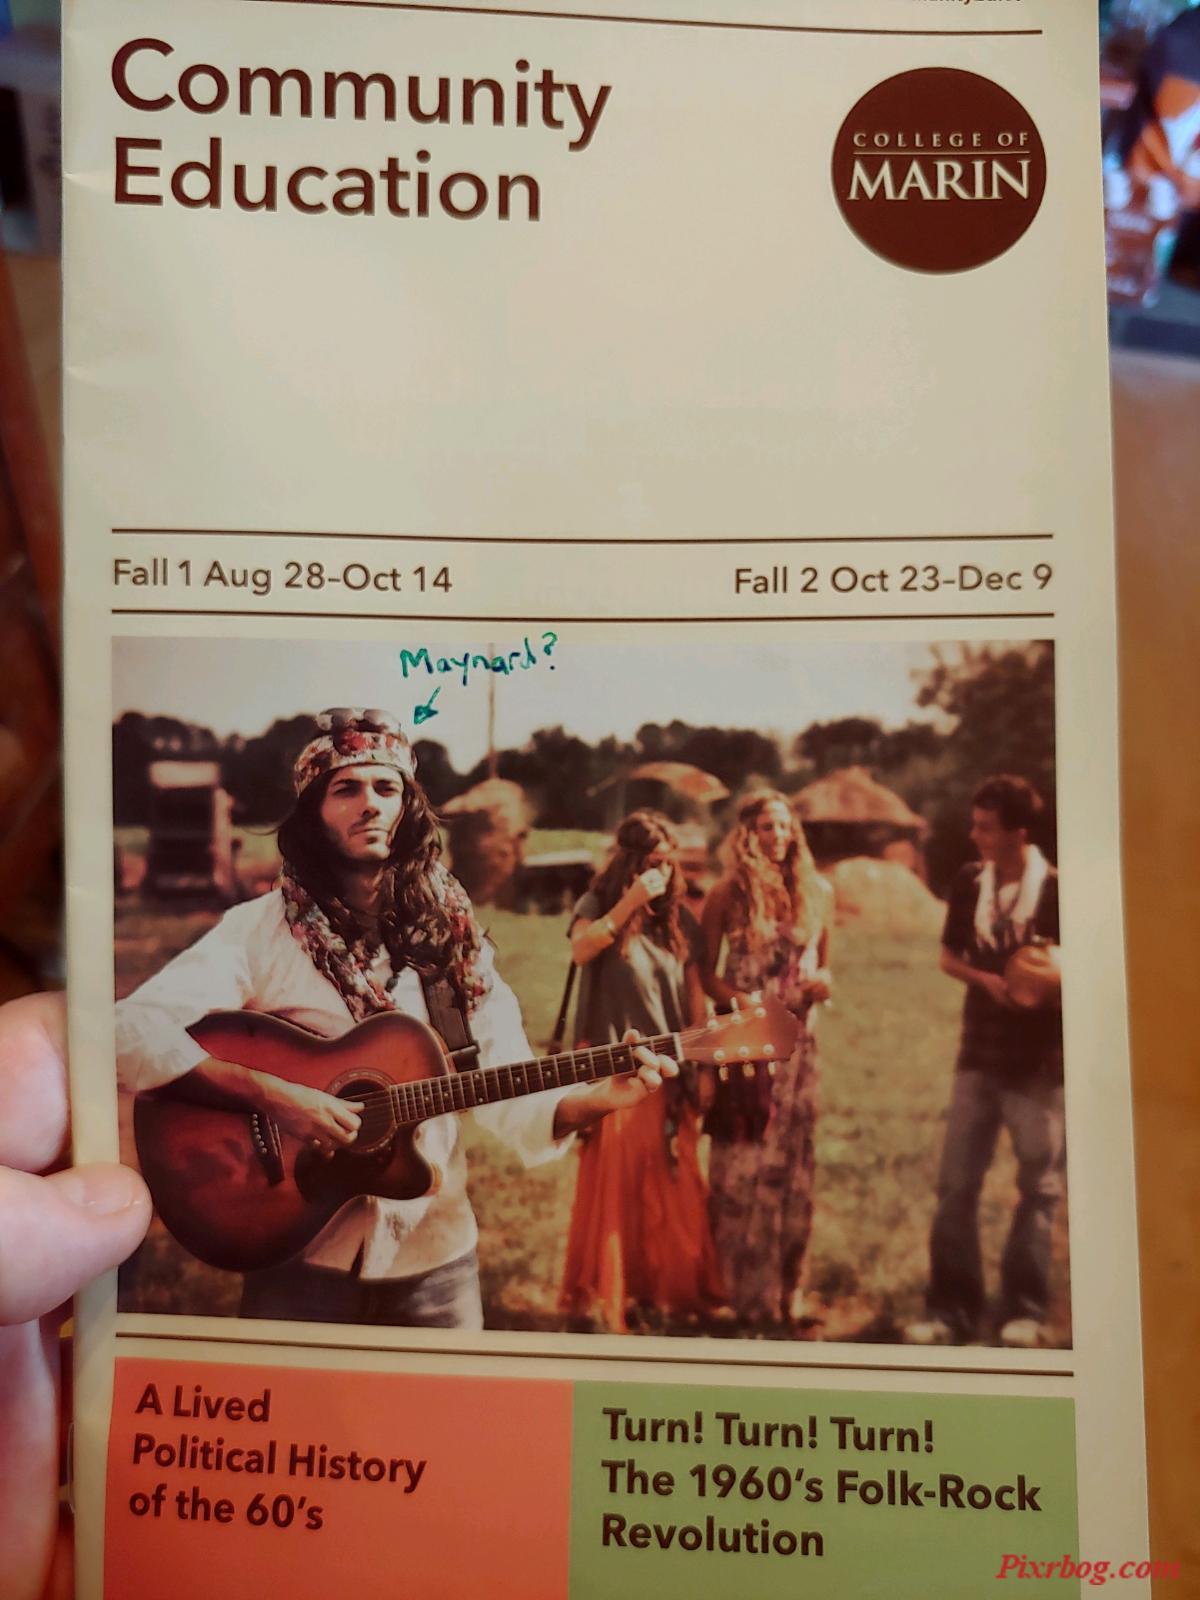 Community
Education
COLLEGE OF
MARIN
Fall 1 Aug 28–Oct 14
Fall 2 Oct 23–Dec 9
Maynard?
A Lived
Political History
of the 60's
Turn! Turn! Turn!
The 1960's Folk-Rock
Revolution
Pixrbog.com